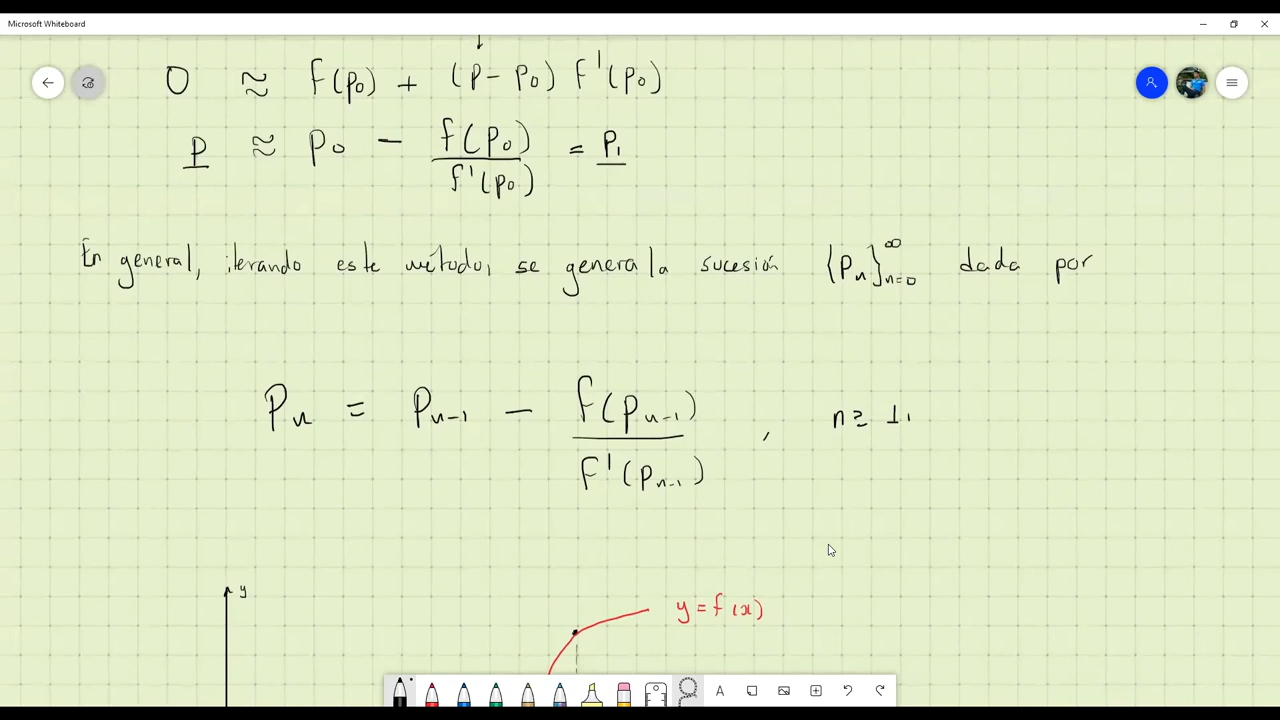 Microsoft Whiteboard
0 ≈ f(p₀) + (p - p₀) f'(p₀)
p ≈ p₀ - f(p₀)/f'(p₀) = p₁
En general, iterando este método, se genera la sucesión {pₙ}ₙ₌₀^∞ dada por
pₙ = pₙ₋₁ - f(pₙ₋₁)/f'(pₙ₋₁) , n ≥ 1.
y
y = f(x)
A